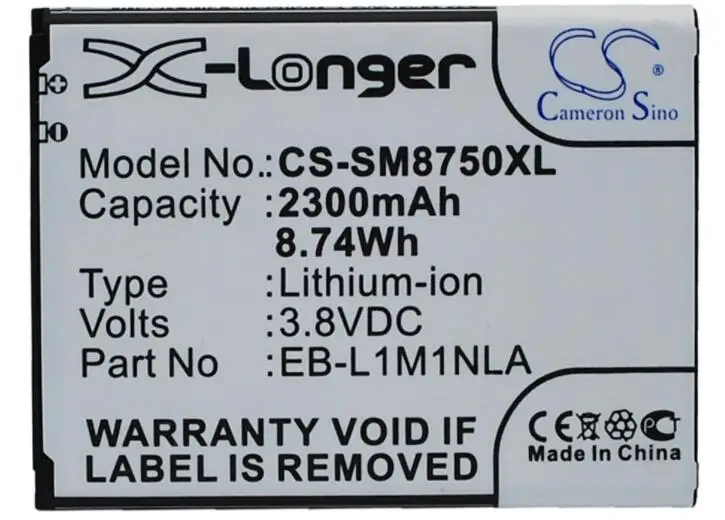 X-Longer
CS®
Cameron Sino
Model No.: CS-SM8750XL
Capacity : 2300mAh
8.74Wh
Type : Lithium-ion
Volts : 3.8VDC
Part No. : EB-L1M1NLA
WARRANTY VOID IF
LABEL IS REMOVED
CE
Made In China